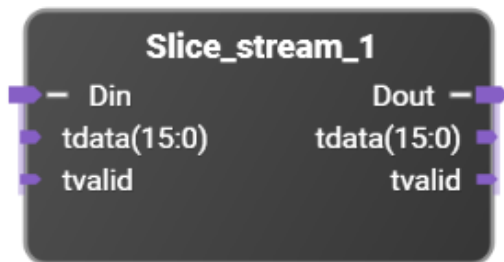 Slice_stream_1
Din Dout
tdata(15:0) tdata(15:0)
tvalid tvalid